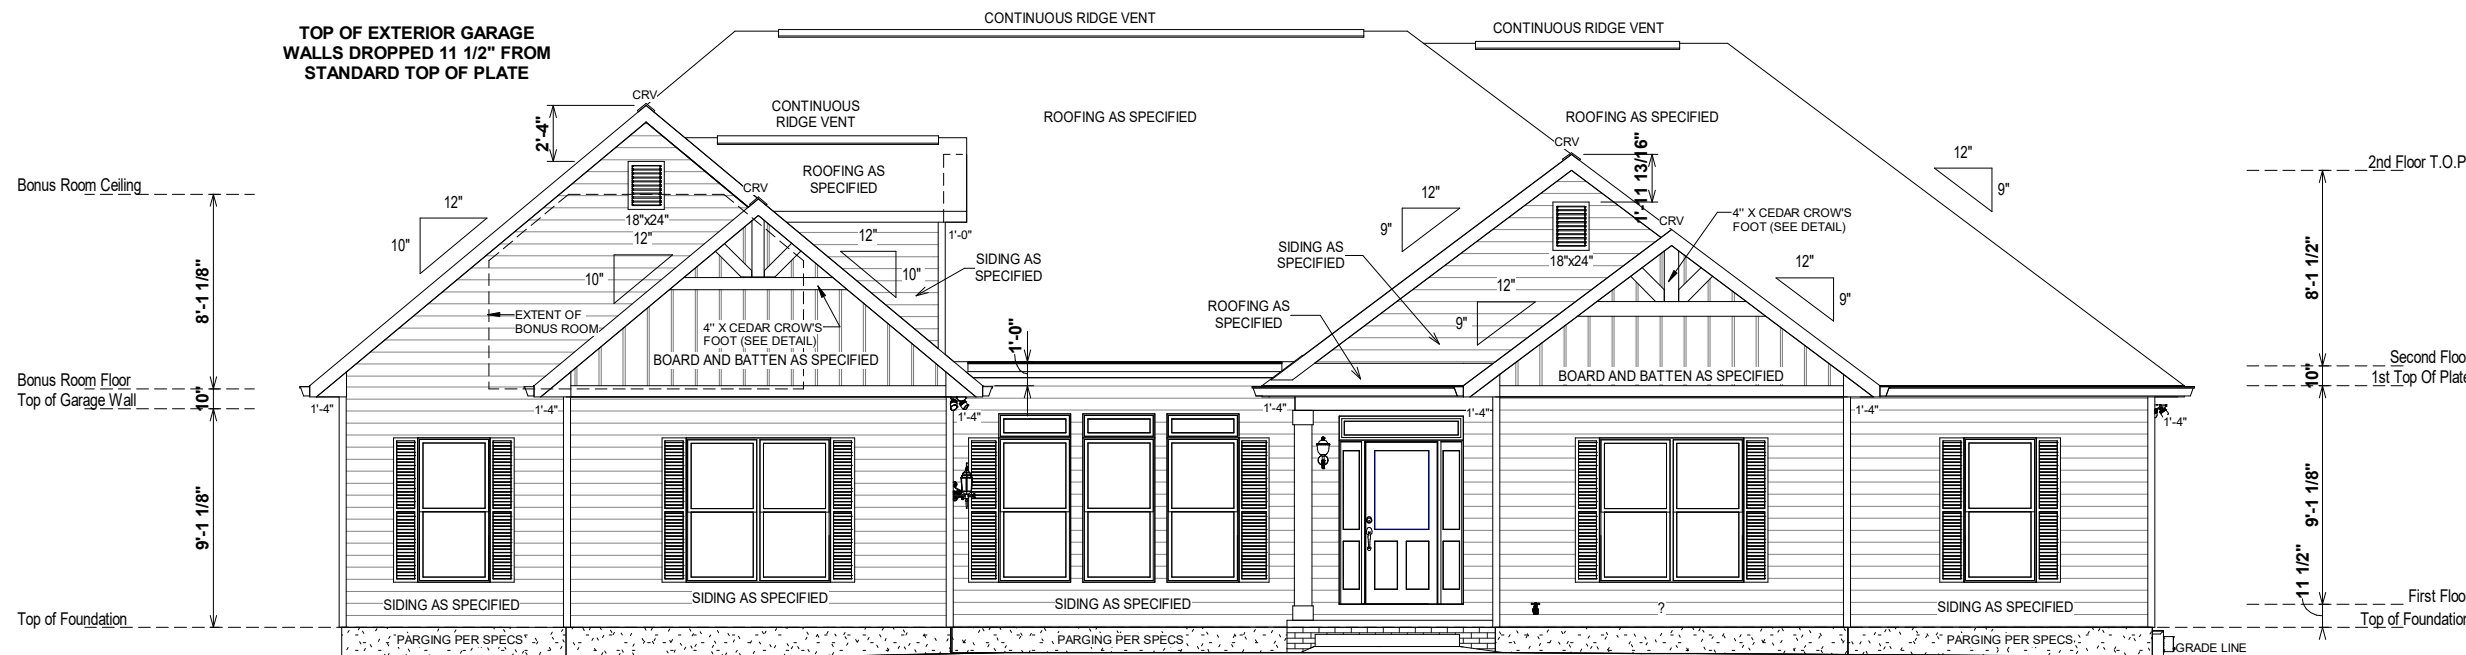 TOP OF EXTERIOR GARAGE
WALLS DROPPED 11 1/2" FROM
STANDARD TOP OF PLATE
CONTINUOUS RIDGE VENT
CONTINUOUS RIDGE VENT
CRV
2'-4"
CONTINUOUS
RIDGE VENT
ROOFING AS SPECIFIED
ROOFING AS SPECIFIED
CRV
1'-11 13/16"
12"
9"
2nd Floor T.O.P
Bonus Room Ceiling
ROOFING AS
SPECIFIED
12"
10"
18"x24"
CRV
12"
10"
12"
10"
1'-0"
SIDING AS
SPECIFIED
12"
9"
SIDING AS
SPECIFIED
18"x24"
CRV
4" X CEDAR CROW'S
FOOT (SEE DETAIL)
12"
9"
12"
9"
8'-1 1/8"
8'-1 1/2"
EXTENT OF
BONUS ROOM
4" X CEDAR CROW'S
FOOT (SEE DETAIL)
BOARD AND BATTEN AS SPECIFIED
1'-0"
ROOFING AS
SPECIFIED
BOARD AND BATTEN AS SPECIFIED
Second Floo
1st Top Of Plate
10"
Bonus Room Floor
Top of Garage Wall
10"
1'-4"
1'-4"
1'-4"
1'-4"
1'-4"
1'-4"
1'-4"
9'-1 1/8"
9'-1 1/8"
11 1/2"
First Floo
Top of Foundation
Top of Foundation
SIDING AS SPECIFIED
SIDING AS SPECIFIED
SIDING AS SPECIFIED
?
SIDING AS SPECIFIED
PARGING PER SPECS
PARGING PER SPECS
PARGING PER SPECS
GRADE LINE